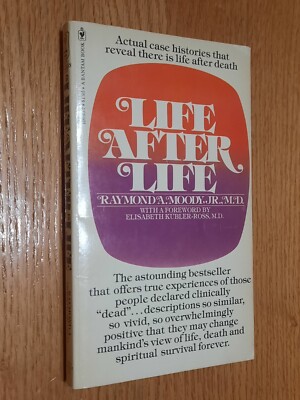 Actual case histories that
reveal there is life after death
LIFE
AFTER
LIFE
RAYMOND A. MOODY, JR., M.D.
WITH A FOREWORD BY
ELISABETH KUBLER-ROSS, M.D.
The astounding bestseller
that offers true experiences of those
people declared clinically
"dead"...descriptions so similar,
so vivid, so overwhelmingly
positive that they may change
mankind's view of life, death and
spiritual survival forever.
A BANTAM BOOK